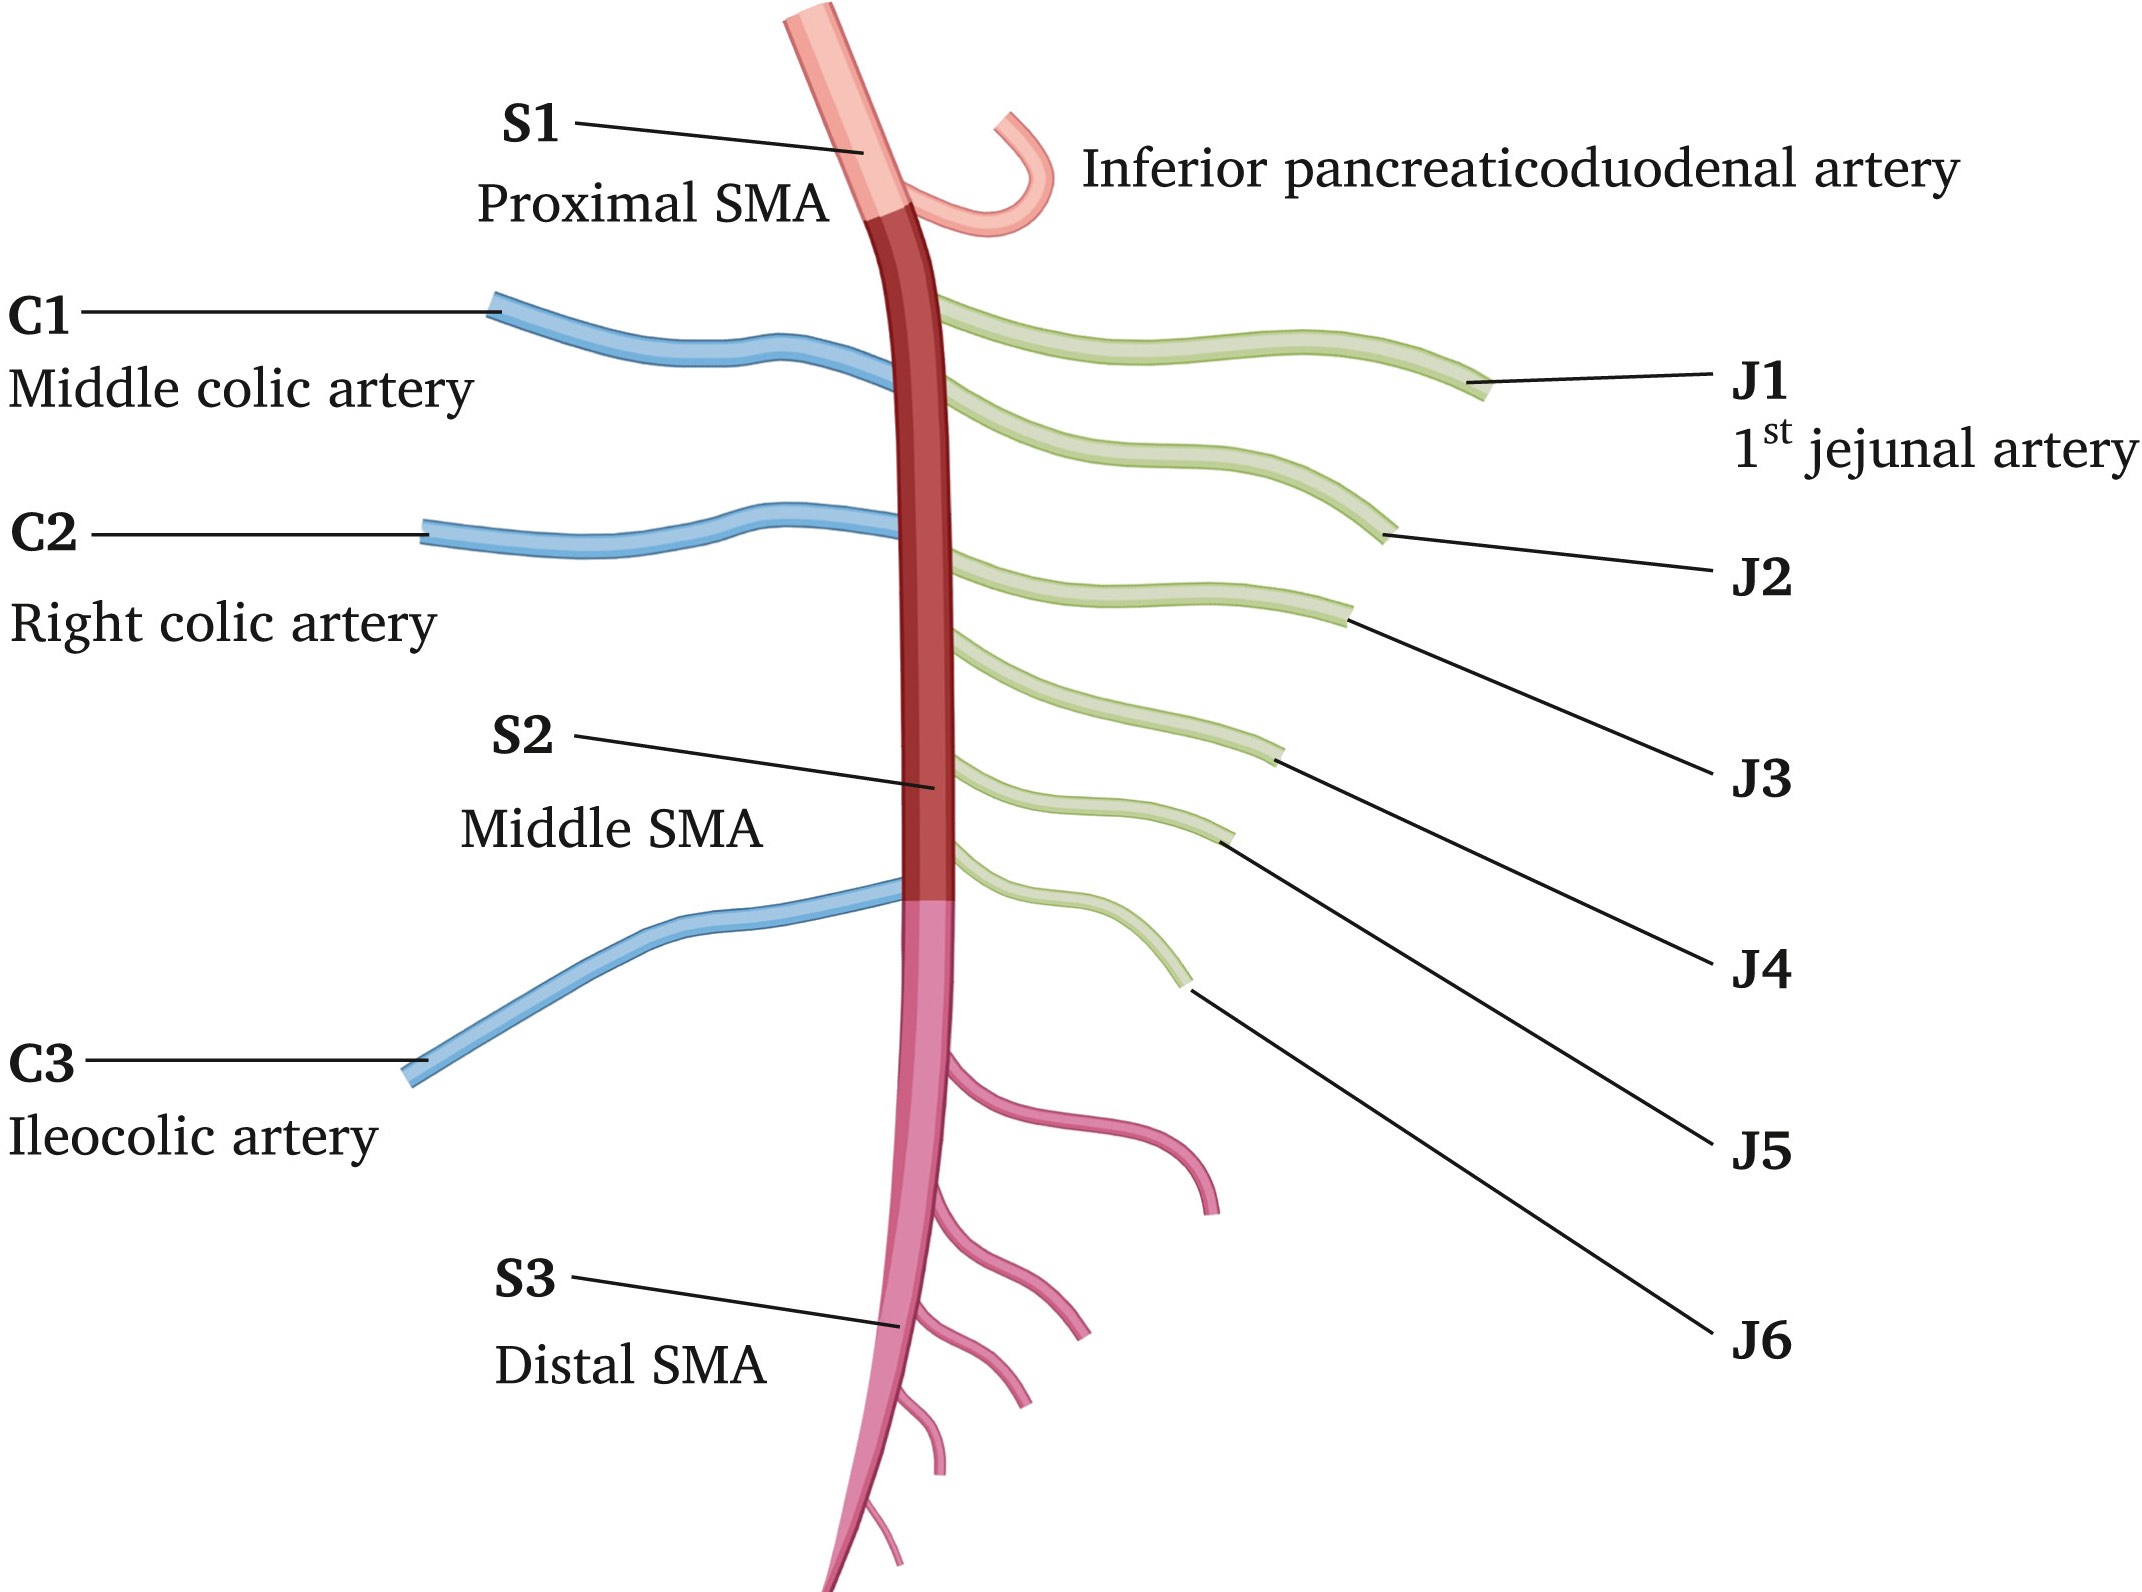 S1
Proximal SMA
Inferior pancreaticoduodenal artery
C1
Middle colic artery
J1
1st jejunal artery
C2
Right colic artery
J2
S2
Middle SMA
J3
J4
C3
Ileocolic artery
J5
S3
Distal SMA
J6